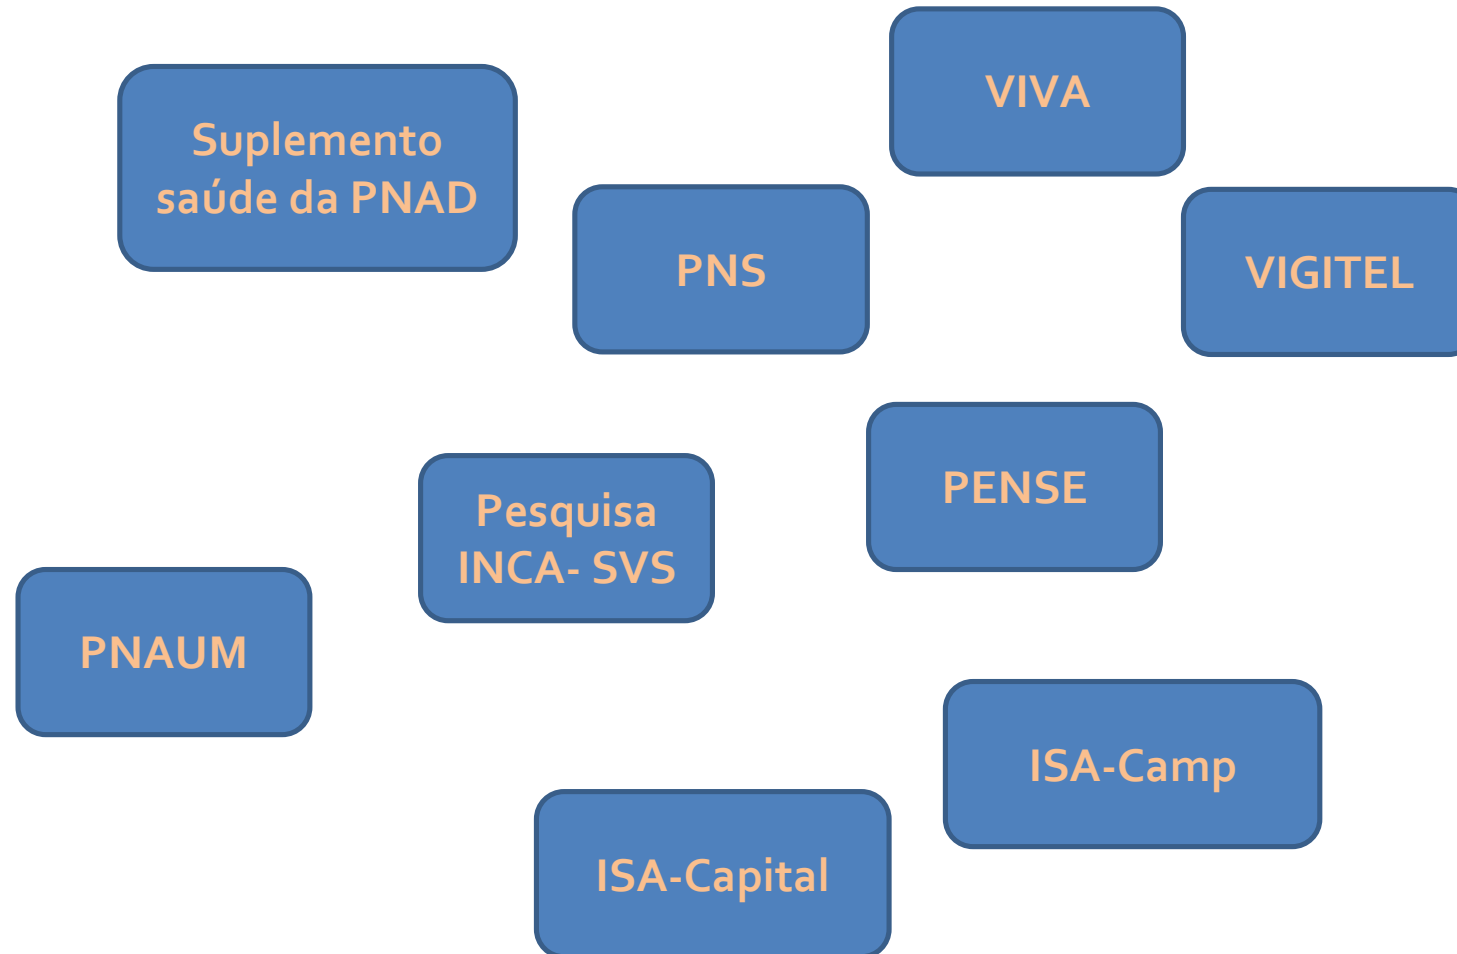 VIVA
Suplemento
saúde da PNAD
PNS
VIGITEL
PENSE
Pesquisa
INCA- SVS
PNAUM
ISA-Camp
ISA-Capital